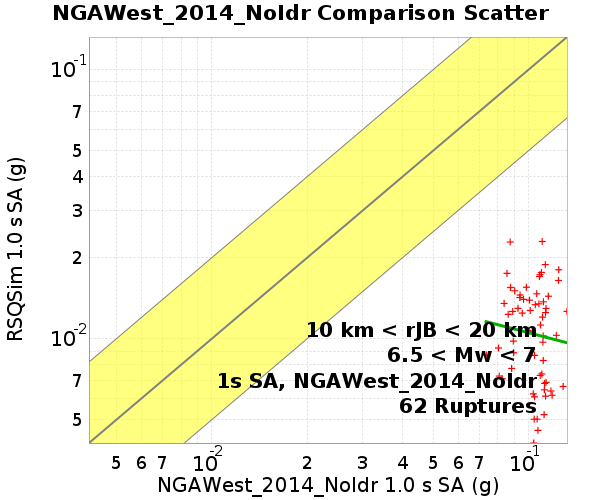 NGAWest_2014_NoIdr Comparison Scatter
RSQSim 1.0 s SA (g)
10-1
7
5
4
3
2
10-2
7
5
10 km < rJB < 20 km
6.5 < Mw < 7
1s SA, NGAWest_2014_NoIdr
62 Ruptures
5 6 7 10-2 2 3 4 5 6 7 10-1
NGAWest_2014_NoIdr 1.0 s SA (g)